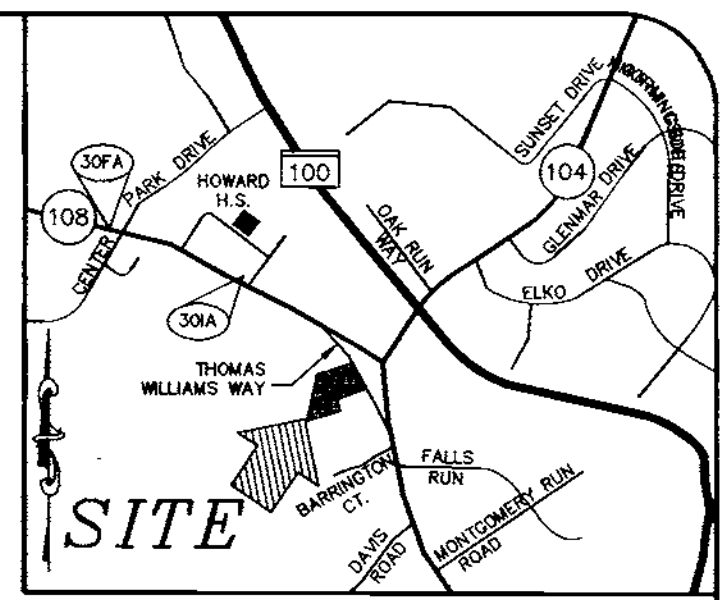 SUNSET DRIVE
30FA
PARK DRIVE
HOWARD
H.S.
100
104
GLENMAR DRIVE
DRIVE
108
CENTER
OAK RUN
WAY
ELKO DRIVE
301A
THOMAS
WILLIAMS WAY
FALLS
RUN
BARRINGTON
CT.
SITE
MONTGOMERY RUN
ROAD
DAVIS
ROAD